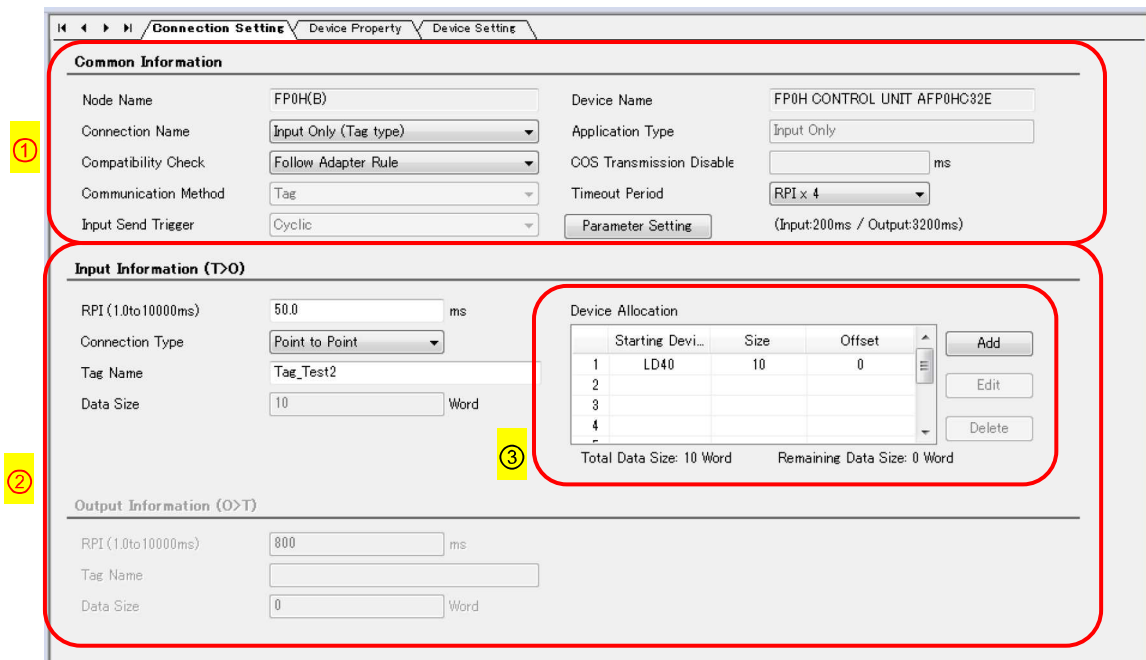 Connection Setting Device Property Device Setting
Common Information
Node Name FP0H(B) Device Name FP0H CONTROL UNIT AFP0HC32E
① Connection Name Input Only (Tag type) Application Type Input Only
Compatibility Check Follow Adapter Rule COS Transmission Disable ms
Communication Method Tag Timeout Period RPI x 4
Input Send Trigger Cyclic Parameter Setting (Input:200ms / Output:3200ms)
Input Information (T>O)
RPI (1.0to10000ms) 50.0 ms Device Allocation
Connection Type Point to Point Starting Devi... Size Offset Add
Tag Name Tag_Test2 1 LD40 10 0
2 Edit
Data Size 10 Word 3
4 Delete
③ Total Data Size: 10 Word Remaining Data Size: 0 Word
②
Output Information (O>T)
RPI (1.0to10000ms) 800 ms
Tag Name
Data Size 0 Word